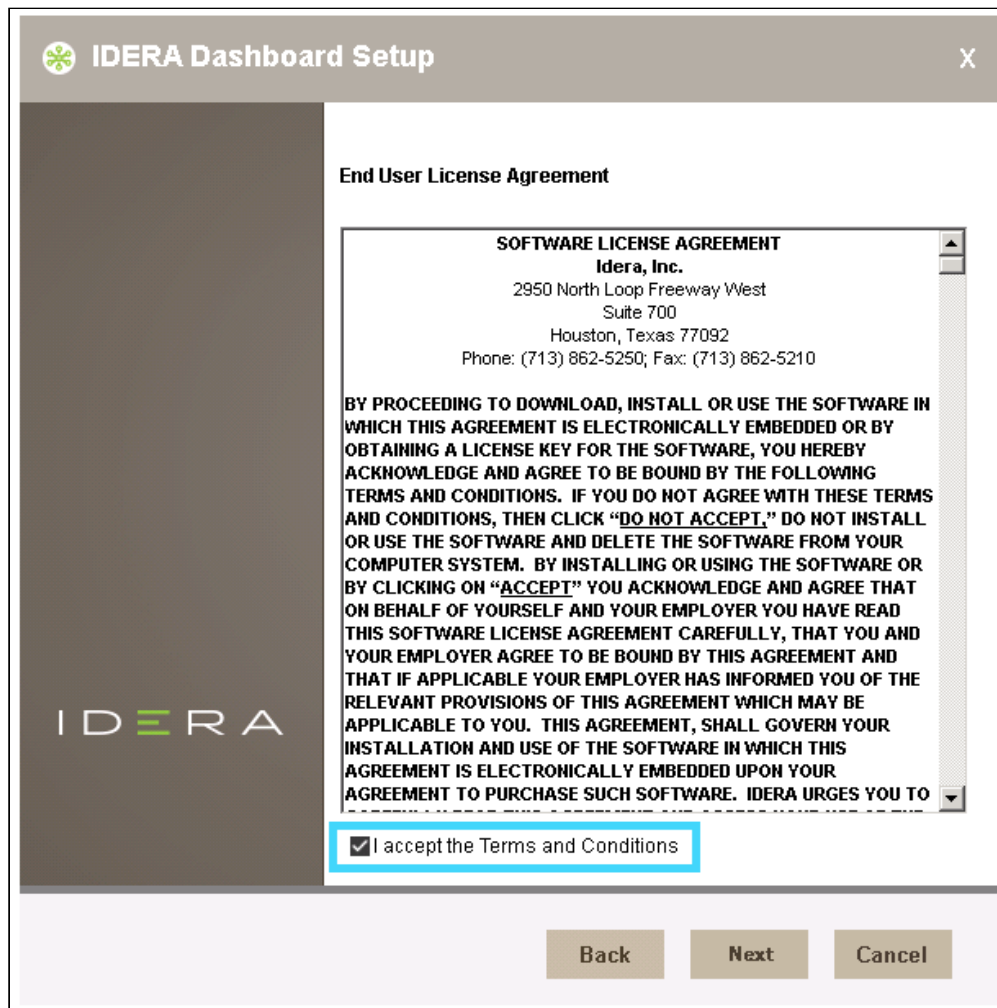 IDERA Dashboard Setup
X
End User License Agreement
SOFTWARE LICENSE AGREEMENT
Idera, Inc.
2950 North Loop Freeway West
Suite 700
Houston, Texas 77092
Phone: (713) 862-5250; Fax: (713) 862-5210
BY PROCEEDING TO DOWNLOAD, INSTALL OR USE THE SOFTWARE IN
WHICH THIS AGREEMENT IS ELECTRONICALLY EMBEDDED OR BY
OBTAINING A LICENSE KEY FOR THE SOFTWARE, YOU HEREBY
ACKNOWLEDGE AND AGREE TO BE BOUND BY THE FOLLOWING
TERMS AND CONDITIONS.  IF YOU DO NOT AGREE WITH THESE TERMS
AND CONDITIONS, THEN CLICK “DO NOT ACCEPT,” DO NOT INSTALL
OR USE THE SOFTWARE AND DELETE THE SOFTWARE FROM YOUR
COMPUTER SYSTEM.  BY INSTALLING OR USING THE SOFTWARE OR
BY CLICKING ON “ACCEPT” YOU ACKNOWLEDGE AND AGREE THAT
ON BEHALF OF YOURSELF AND YOUR EMPLOYER YOU HAVE READ
THIS SOFTWARE LICENSE AGREEMENT CAREFULLY, THAT YOU AND
YOUR EMPLOYER AGREE TO BE BOUND BY THIS AGREEMENT AND
THAT IF APPLICABLE YOUR EMPLOYER HAS INFORMED YOU OF THE
RELEVANT PROVISIONS OF THIS AGREEMENT WHICH MAY BE
APPLICABLE TO YOU.  THIS AGREEMENT, SHALL GOVERN YOUR
INSTALLATION AND USE OF THE SOFTWARE IN WHICH THIS
AGREEMENT IS ELECTRONICALLY EMBEDDED UPON YOUR
AGREEMENT TO PURCHASE SUCH SOFTWARE.  IDERA URGES YOU TO
IDERA
I accept the Terms and Conditions
Back
Next
Cancel